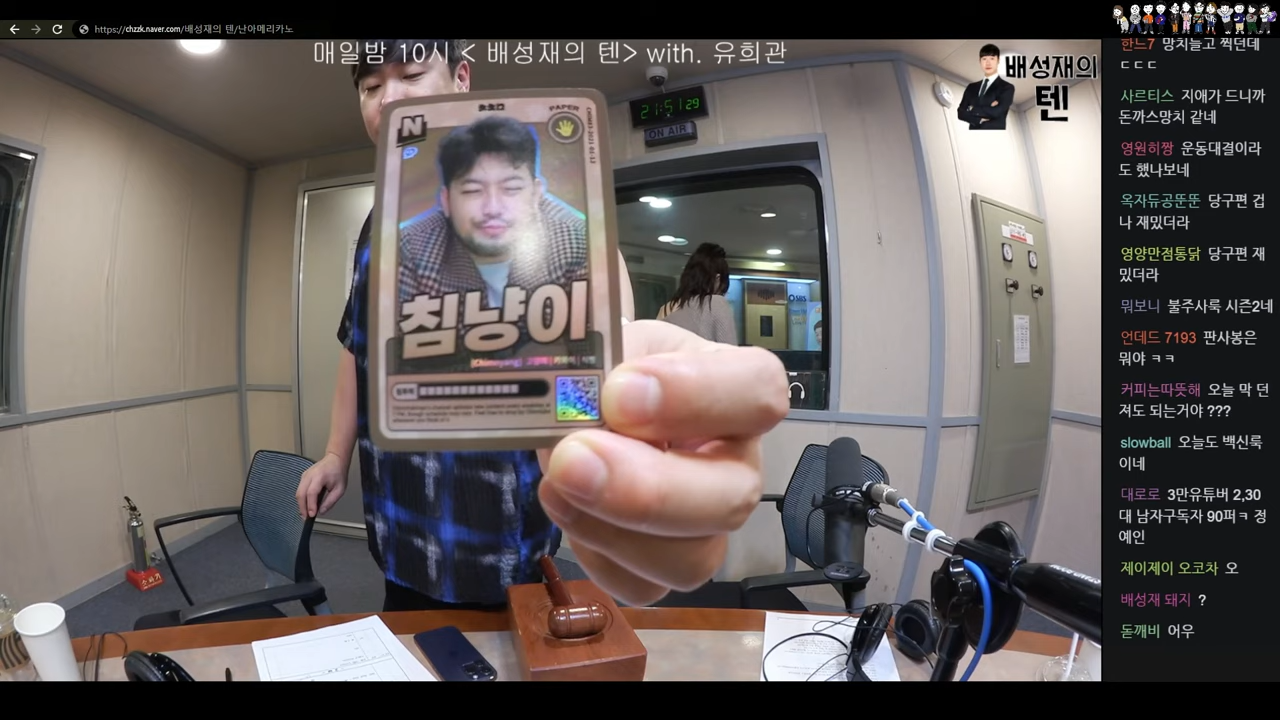 https://chzzk.naver.com/배성재의 텐/난아메리카노
매일밤 10시 < 배성재의 텐> with. 유희관
배성재의
텐
21:51 29
ON AIR
N
PAPER
침냥이
SBS
소화기
한느7 망치들고 찍던데
ㄷㄷㄷ
사르티스 지애가 드니까
돈까스망치 같네
영원히짱 운동대결이라
도 했나보네
옥자듀공뚠뚠 당구편 겁
나 재밌더라
영양만점통닭 당구편 재
밌더라
뭐보니 불주사룩 시즌2네
언데드 7193 판사봉은
뭐야 ㅋㅋ
커피는따뜻해 오늘 막 던
져도 되는거야 ???
slowball 오늘도 백신룩
이네
대로로 3만유튜버 2,30
대 남자구독자 90퍼ㅋ 정
예인
제이제이 오코차 오
배성재 돼지 ?
돋깨비 어우